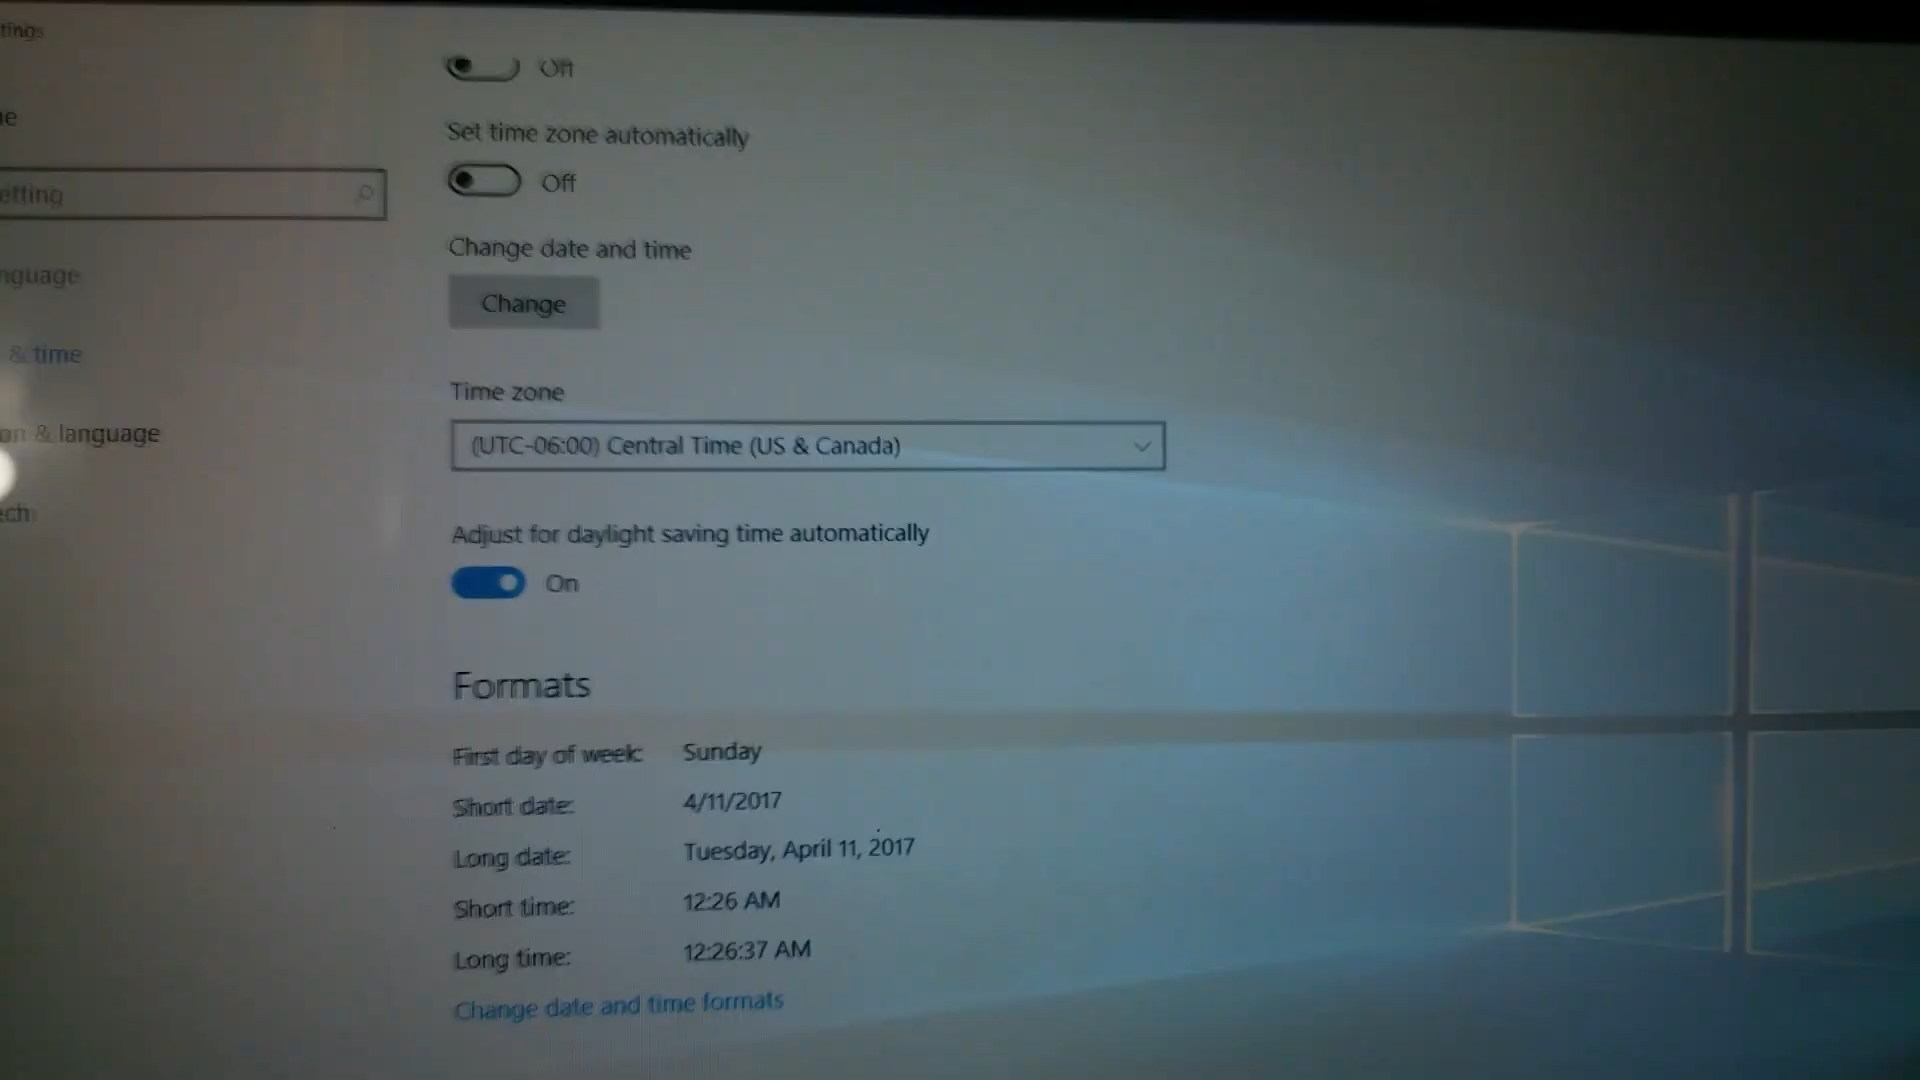 tings
Off
Set time zone automatically
Off
etting
Change date and time
Change
nguage
& time
Time zone
(UTC-06:00) Central Time (US & Canada)
on & language
Adjust for daylight saving time automatically
On
ech
Formats
First day of week: Sunday
Short date: 4/11/2017
Long date: Tuesday, April 11, 2017
Short time: 12:26 AM
Long time: 12:26:37 AM
Change date and time formats